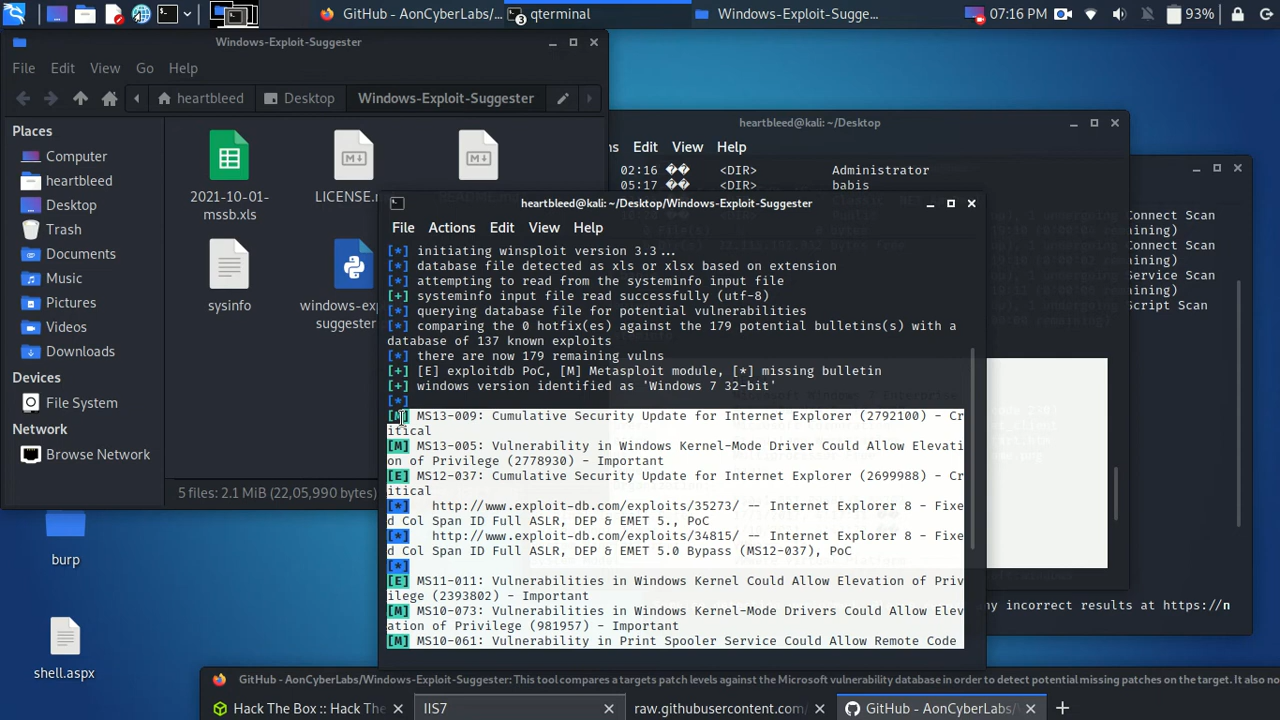 GitHub - AonCyberLabs/...
qterminal
3
Windows-Exploit-Sugge...
07:16 PM
93%
Windows-Exploit-Suggester
File Edit View Go Help
heartbleed
Desktop
Windows-Exploit-Suggester
Places
Computer
heartbleed
Desktop
Trash
Documents
Music
Pictures
Videos
Downloads
Devices
File System
Network
Browse Network
2021-10-01-
mssb.xls
LICENSE.m
sysinfo
windows-exp
suggester
5 files: 2.1 MiB (22,05,990 bytes)
heartbleed@kali: ~/Desktop
ns Edit View Help
02:16 �� <DIR> Administrator
05:17 �� <DIR> babis
Connect Scan
remaining)
Connect Scan
remaining)
Service Scan
remaining)
Script Scan
remaining)
heartbleed@kali: ~/Desktop/Windows-Exploit-Suggester
File Actions Edit View Help
[*] initiating winsploit version 3.3...
[*] database file detected as xls or xlsx based on extension
[*] attempting to read from the systeminfo input file
[+] systeminfo input file read successfully (utf-8)
[*] querying database file for potential vulnerabilities
[*] comparing the 0 hotfix(es) against the 179 potential bulletins(s) with a
database of 137 known exploits
[*] there are now 179 remaining vulns
[+] [E] exploitdb PoC, [M] Metasploit module, [*] missing bulletin
[+] windows version identified as 'Windows 7 32-bit'
[*]
[M] MS13-009: Cumulative Security Update for Internet Explorer (2792100) - Cr
itical
[M] MS13-005: Vulnerability in Windows Kernel-Mode Driver Could Allow Elevati
on of Privilege (2778930) - Important
[E] MS12-037: Cumulative Security Update for Internet Explorer (2699988) - Cr
itical
[*] http://www.exploit-db.com/exploits/35273/ -- Internet Explorer 8 - Fixe
d Col Span ID Full ASLR, DEP & EMET 5., PoC
[*] http://www.exploit-db.com/exploits/34815/ -- Internet Explorer 8 - Fixe
d Col Span ID Full ASLR, DEP & EMET 5.0 Bypass (MS12-037), PoC
[*]
[E] MS11-011: Vulnerabilities in Windows Kernel Could Allow Elevation of Priv
ilege (2393802) - Important
[M] MS10-073: Vulnerabilities in Windows Kernel-Mode Drivers Could Allow Elev
ation of Privilege (981957) - Important
[M] MS10-061: Vulnerability in Print Spooler Service Could Allow Remote Code
ny incorrect results at https://n
burp
shell.aspx
GitHub - AonCyberLabs/Windows-Exploit-Suggester: This tool compares a targets patch levels against the Microsoft vulnerability database in order to detect potential missing patches on the target. It also no
Hack The Box :: Hack The
IIS7
raw.githubusercontent.com/
GitHub - AonCyberLabs/